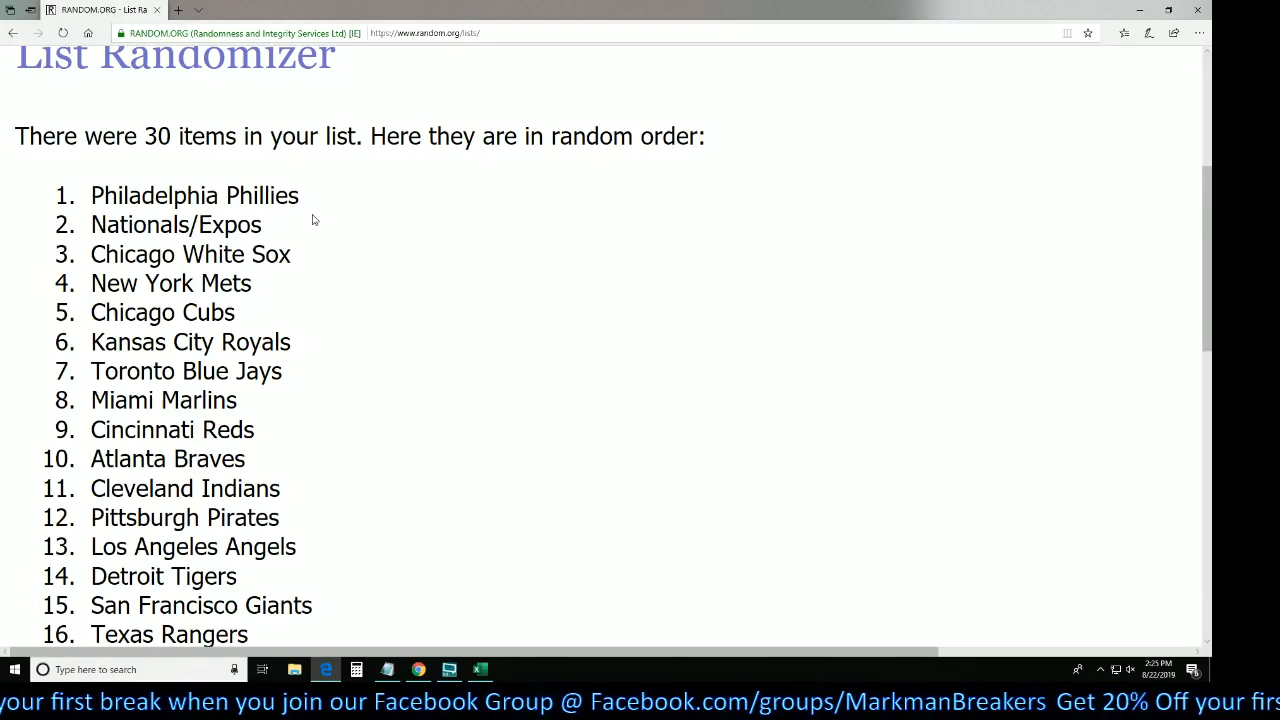 RANDOM.ORG - List Ra
RANDOM.ORG (Randomness and Integrity Services Ltd) [IE]
https://www.random.org/lists/
List Randomizer
There were 30 items in your list. Here they are in random order:
1. Philadelphia Phillies
2. Nationals/Expos
3. Chicago White Sox
4. New York Mets
5. Chicago Cubs
6. Kansas City Royals
7. Toronto Blue Jays
8. Miami Marlins
9. Cincinnati Reds
10. Atlanta Braves
11. Cleveland Indians
12. Pittsburgh Pirates
13. Los Angeles Angels
14. Detroit Tigers
15. San Francisco Giants
16. Texas Rangers
Type here to search
2:25 PM
8/22/2019
your first break when you join our Facebook Group @ Facebook.com/groups/MarkmanBreakers Get 20% Off your firs